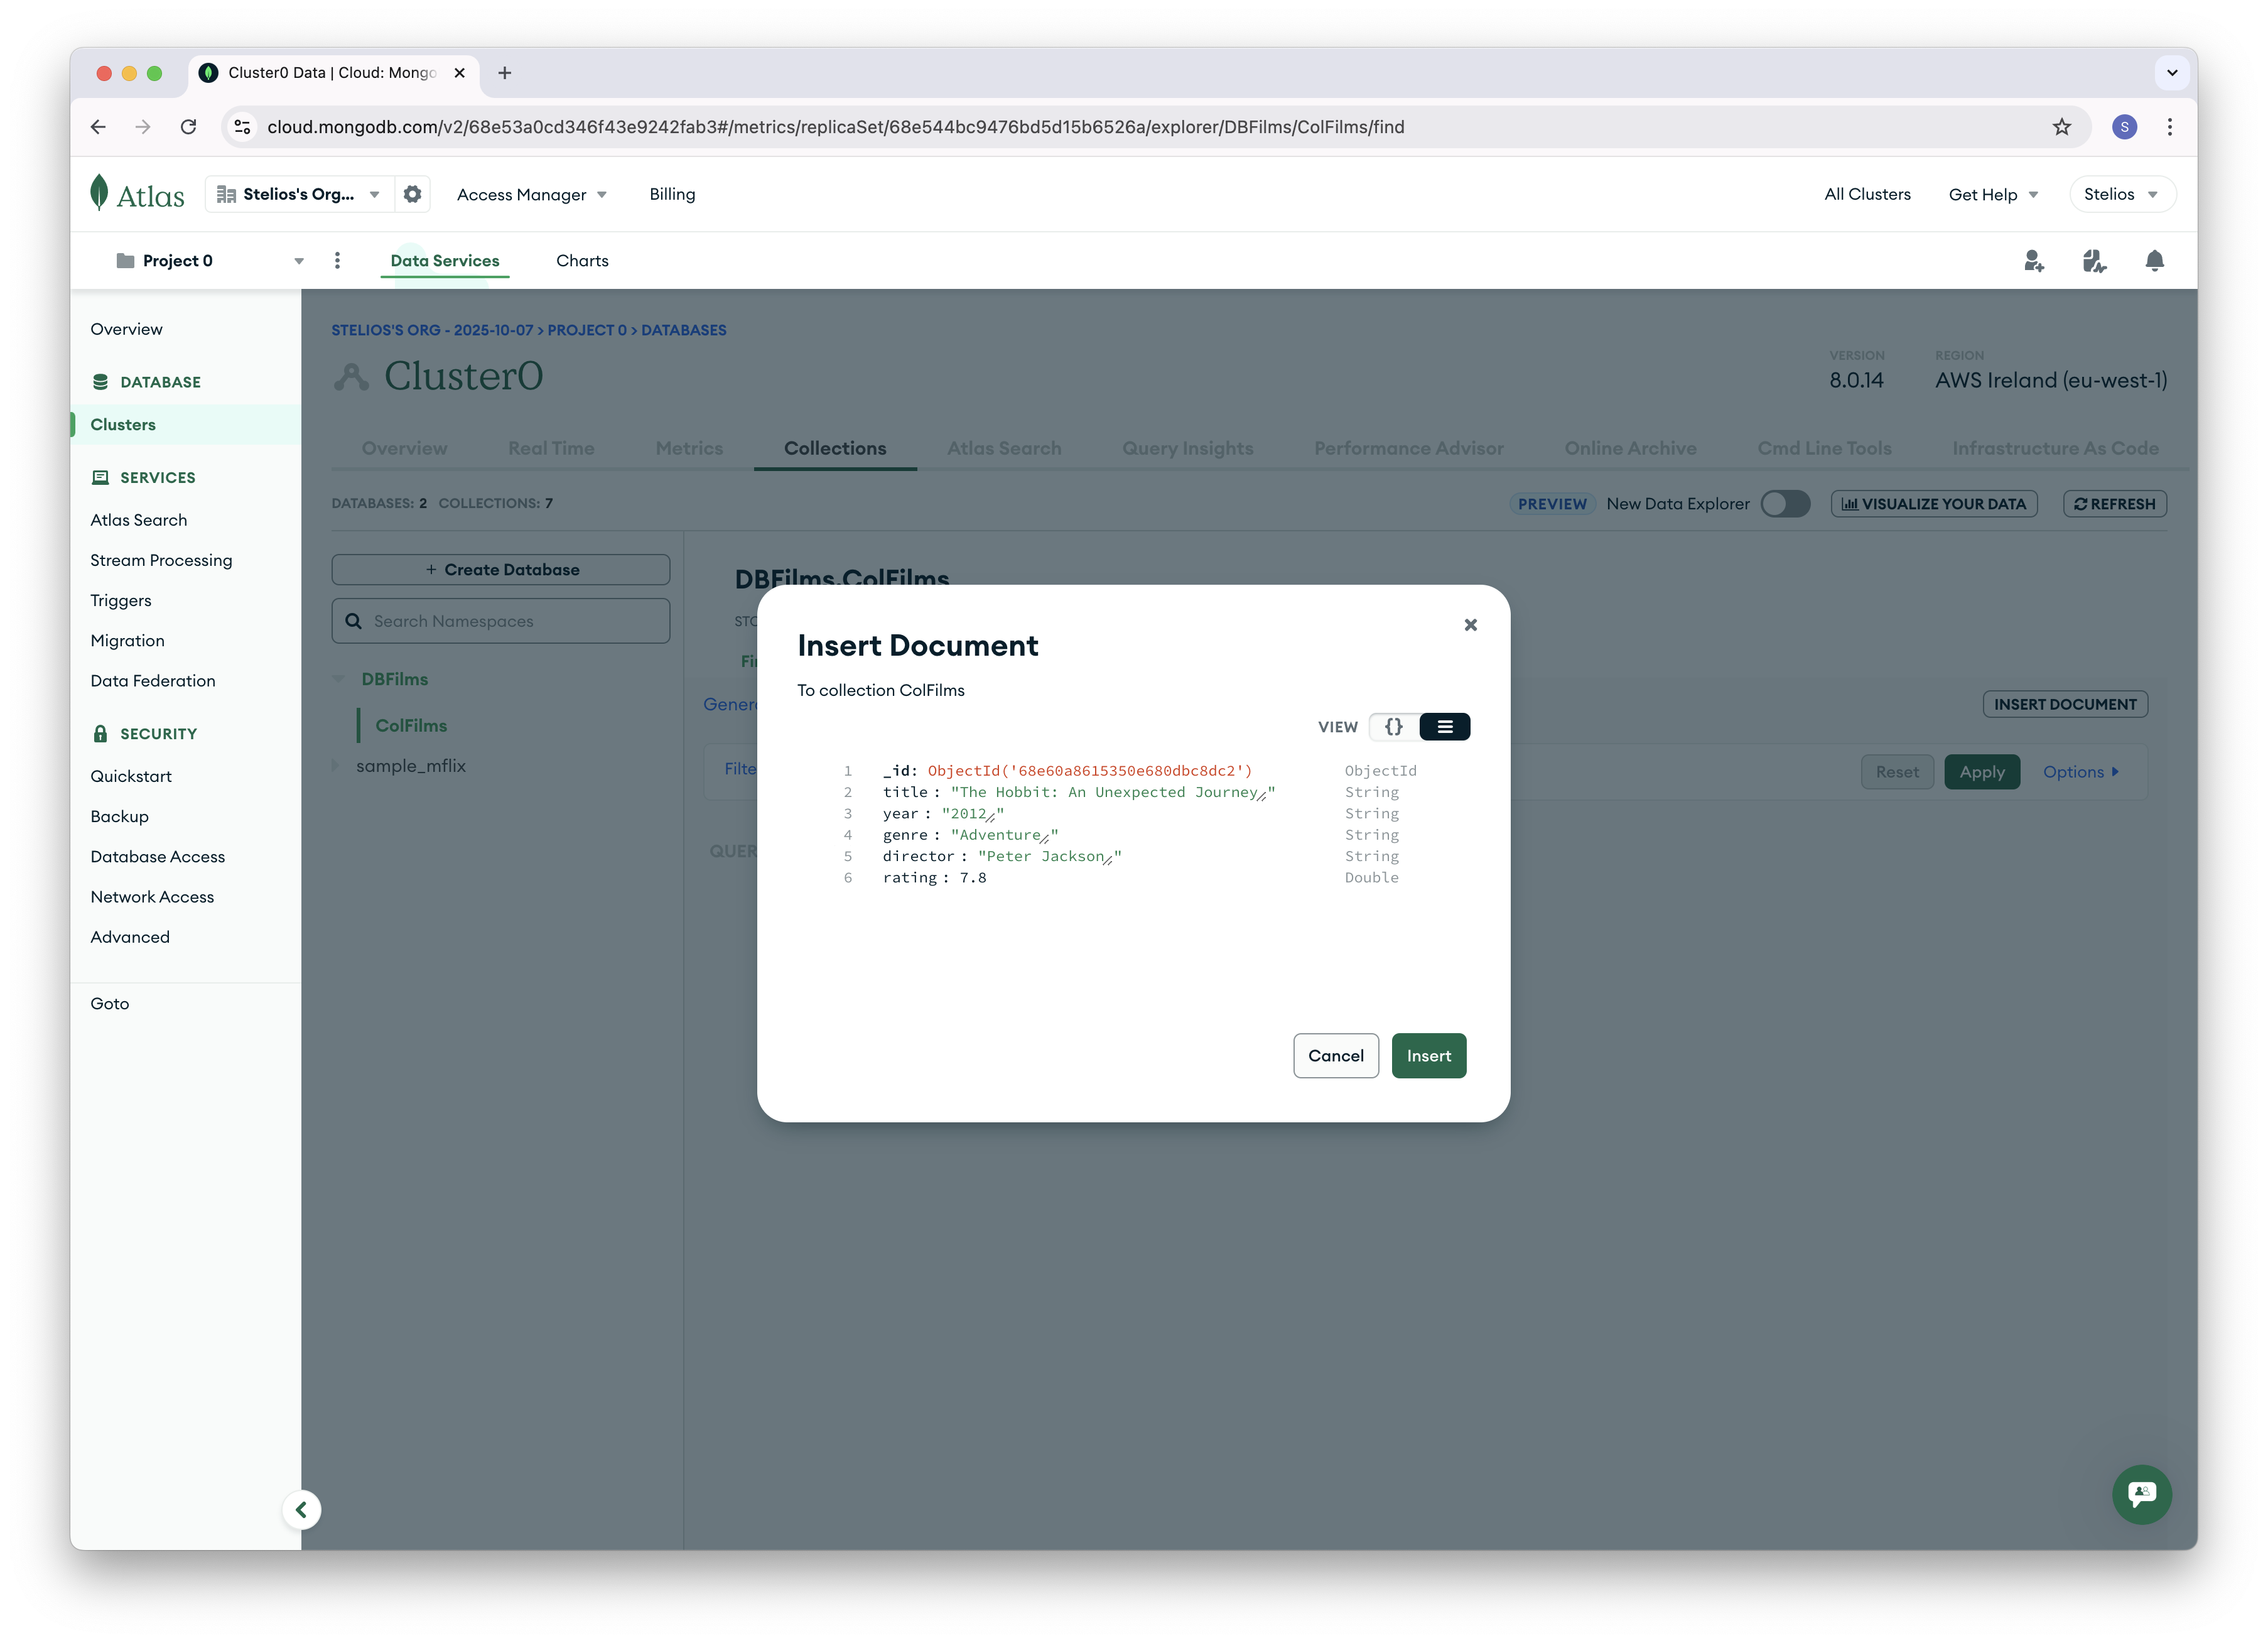 Cluster0 Data | Cloud: Mongo
cloud.mongodb.com/v2/68e53a0cd346f43e9242fab3#/metrics/replicaSet/68e544bc9476bd5d15b6526a/explorer/DBFilms/ColFilms/find
S
Atlas
Stelios's Org...
Access Manager
Billing
All Clusters
Get Help
Stelios
Project 0
Data Services
Charts
Overview
DATABASE
Clusters
SERVICES
Atlas Search
Stream Processing
Triggers
Migration
Data Federation
SECURITY
Quickstart
Backup
Database Access
Network Access
Advanced
Goto
STELIOS'S ORG - 2025-10-07 > PROJECT 0 > DATABASES
Cluster0
VERSION
8.0.14
REGION
AWS Ireland (eu-west-1)
Overview
Real Time
Metrics
Collections
Atlas Search
Query Insights
Performance Advisor
Online Archive
Cmd Line Tools
Infrastructure As Code
DATABASES: 2 COLLECTIONS: 7
PREVIEW New Data Explorer
VISUALIZE YOUR DATA
REFRESH
+ Create Database
Search Namespaces
DBFilms
ColFilms
sample_mflix
DBFilms.ColFilms
INSERT DOCUMENT
Reset
Apply
Options
Insert Document
To collection ColFilms
VIEW {}
1 _id: ObjectId('68e60a8615350e680dbc8dc2') ObjectId
2 title : "The Hobbit: An Unexpected Journey" String
3 year : "2012" String
4 genre : "Adventure" String
5 director : "Peter Jackson" String
6 rating : 7.8 Double
Cancel
Insert